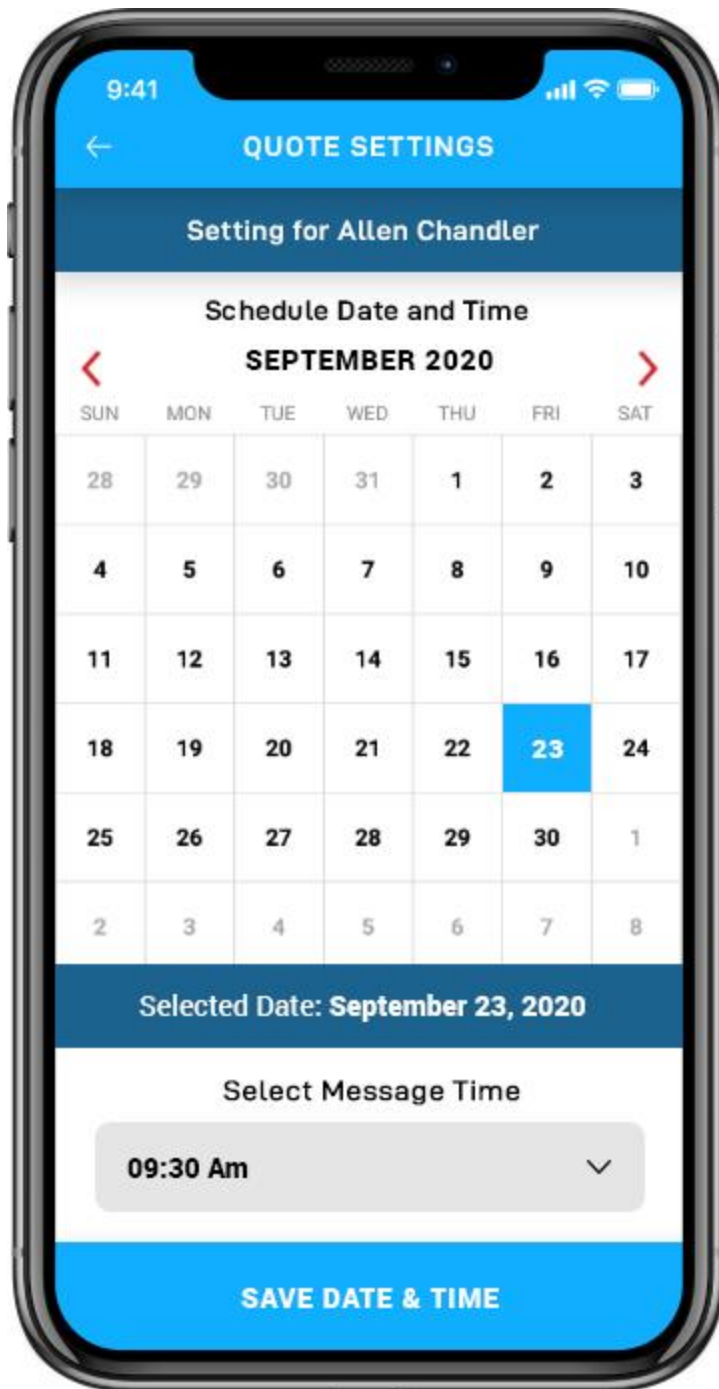 9:41
QUOTE SETTINGS
Setting for Allen Chandler
Schedule Date and Time
SEPTEMBER 2020
SUN MON TUE WED THU FRI SAT
28 29 30 31 1 2 3
4 5 6 7 8 9 10
11 12 13 14 15 16 17
18 19 20 21 22 23 24
25 26 27 28 29 30 1
2 3 4 5 6 7 8
Selected Date: September 23, 2020
Select Message Time
09:30 Am
SAVE DATE & TIME